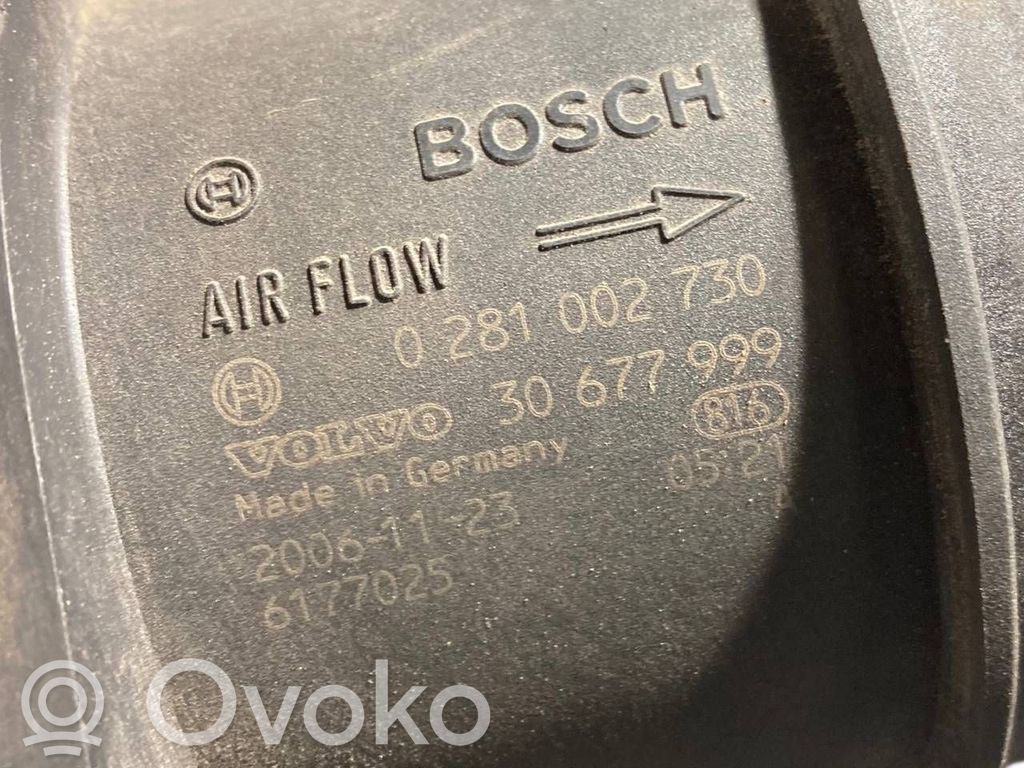 BOSCH
AIR FLOW
0 281 002 730
VOLVO 30 677 999
816
Made in Germany
05:21
2006-11-23
A
6177025
Ovoko